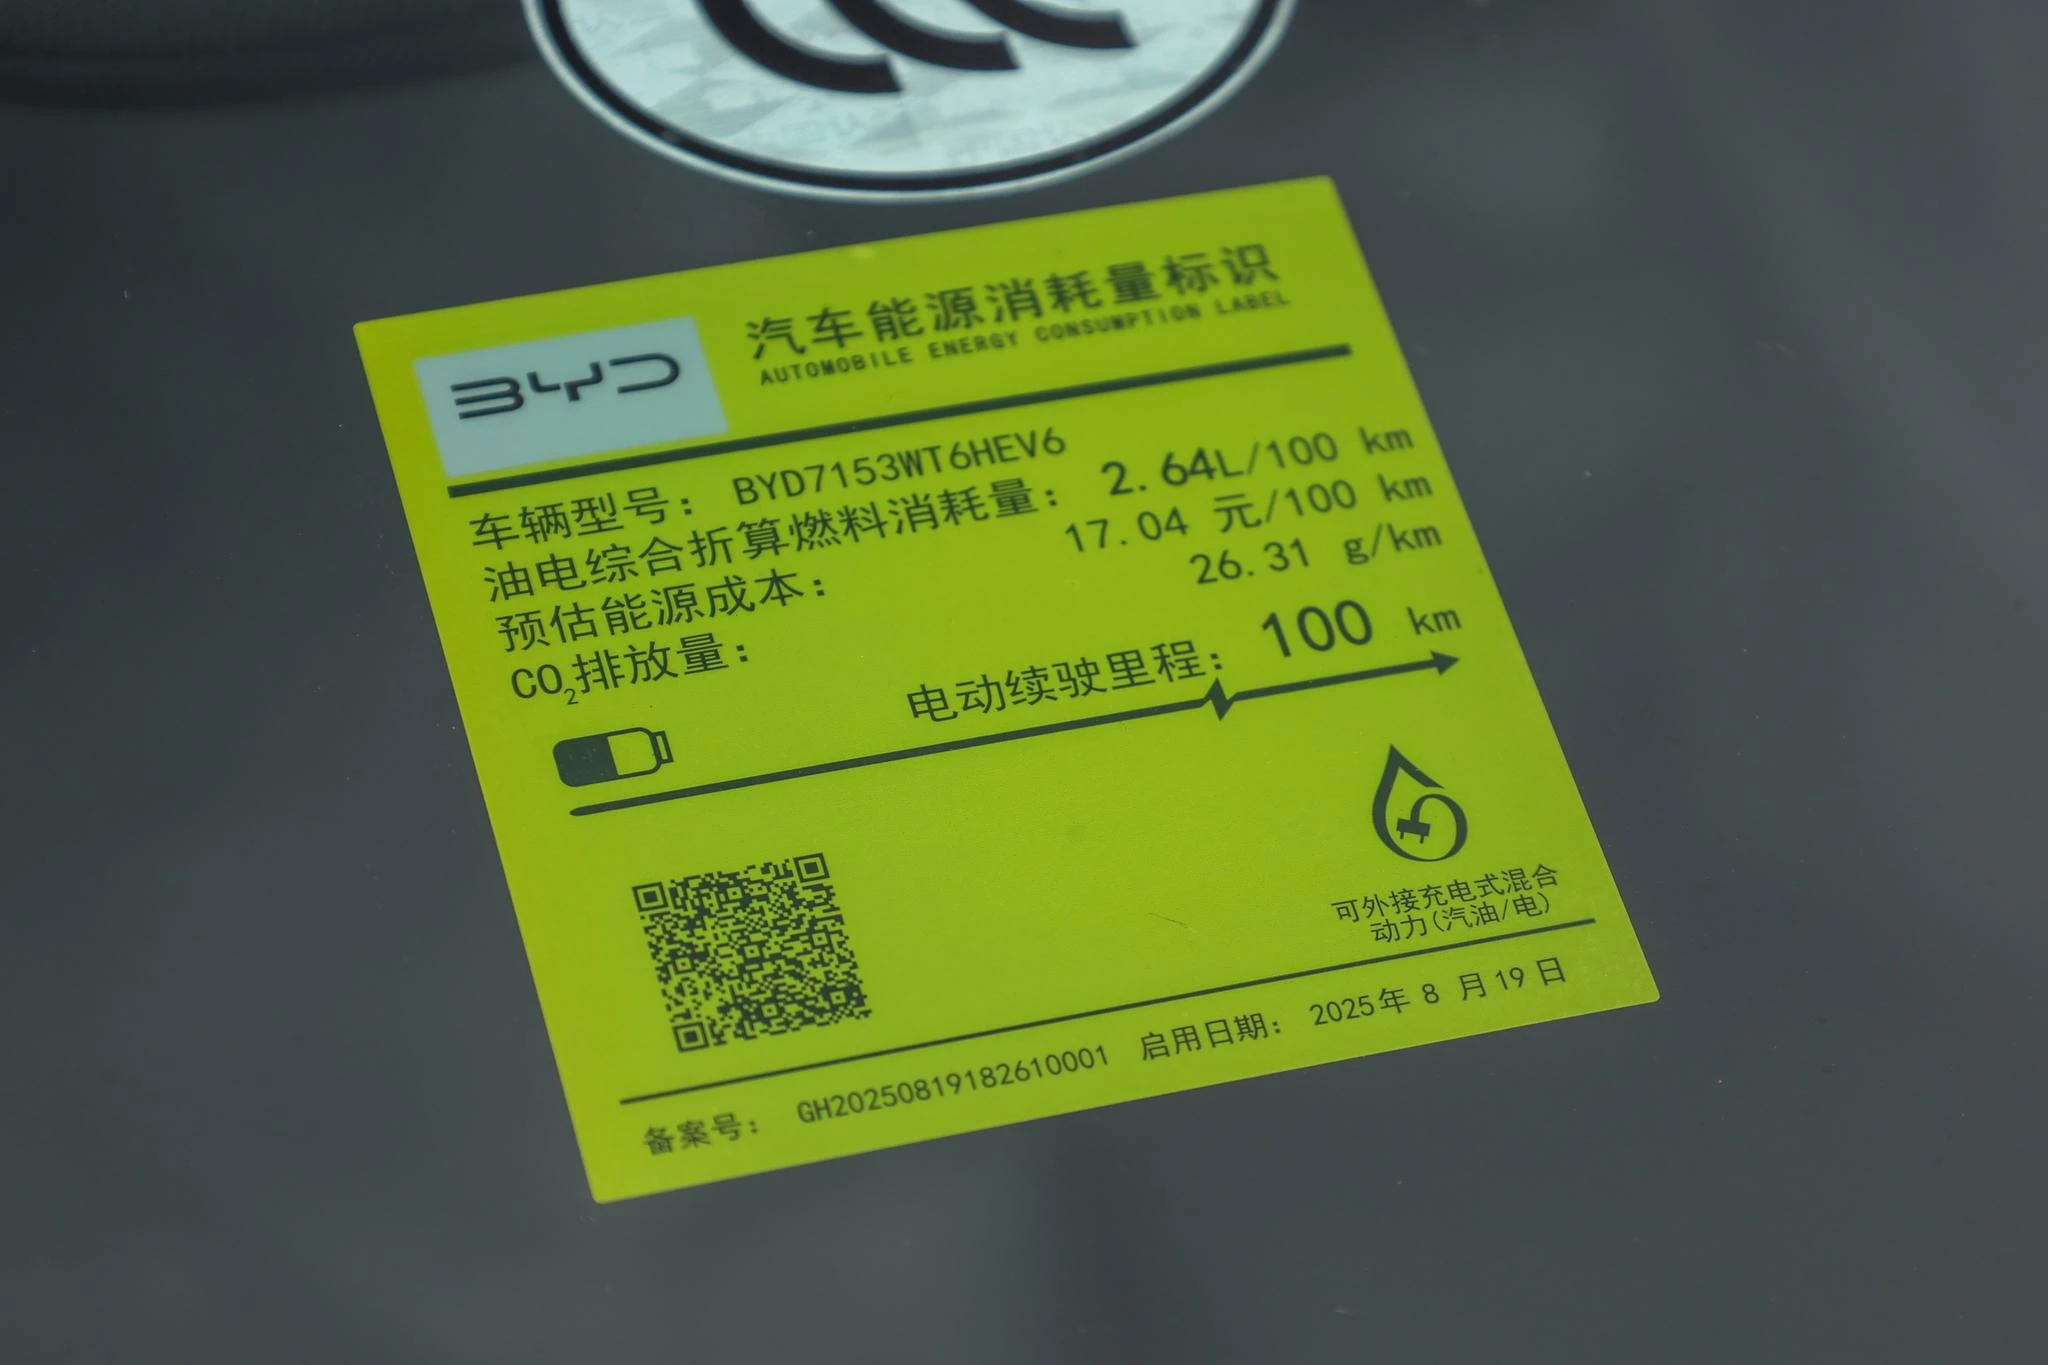 BYD
汽车能源消耗量标识
AUTOMOBILE ENERGY CONSUMPTION LABEL
车辆型号： BYD7153WT6HEV6
油电综合折算燃料消耗量： 2.64L/100 km
预估能源成本： 17.04 元/100 km
CO₂排放量： 26.31 g/km
电动续驶里程： 100 km
可外接充电式混合
动力(汽油/电)
备案号： GH20250819182610001 启用日期： 2025年 8 月19 日